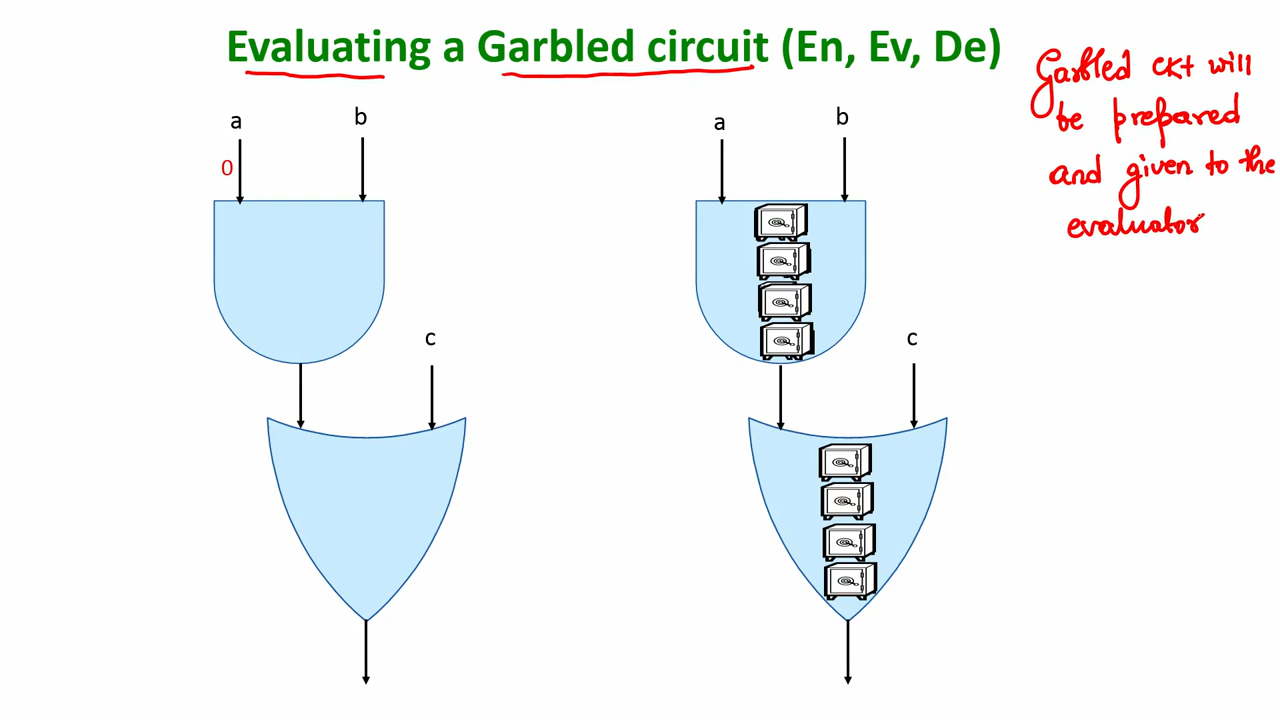 Evaluating a Garbled circuit (En, Ev, De)
Garbled ckt will
be prepared
and given to the
evaluator
a
b
0
c
a
b
c